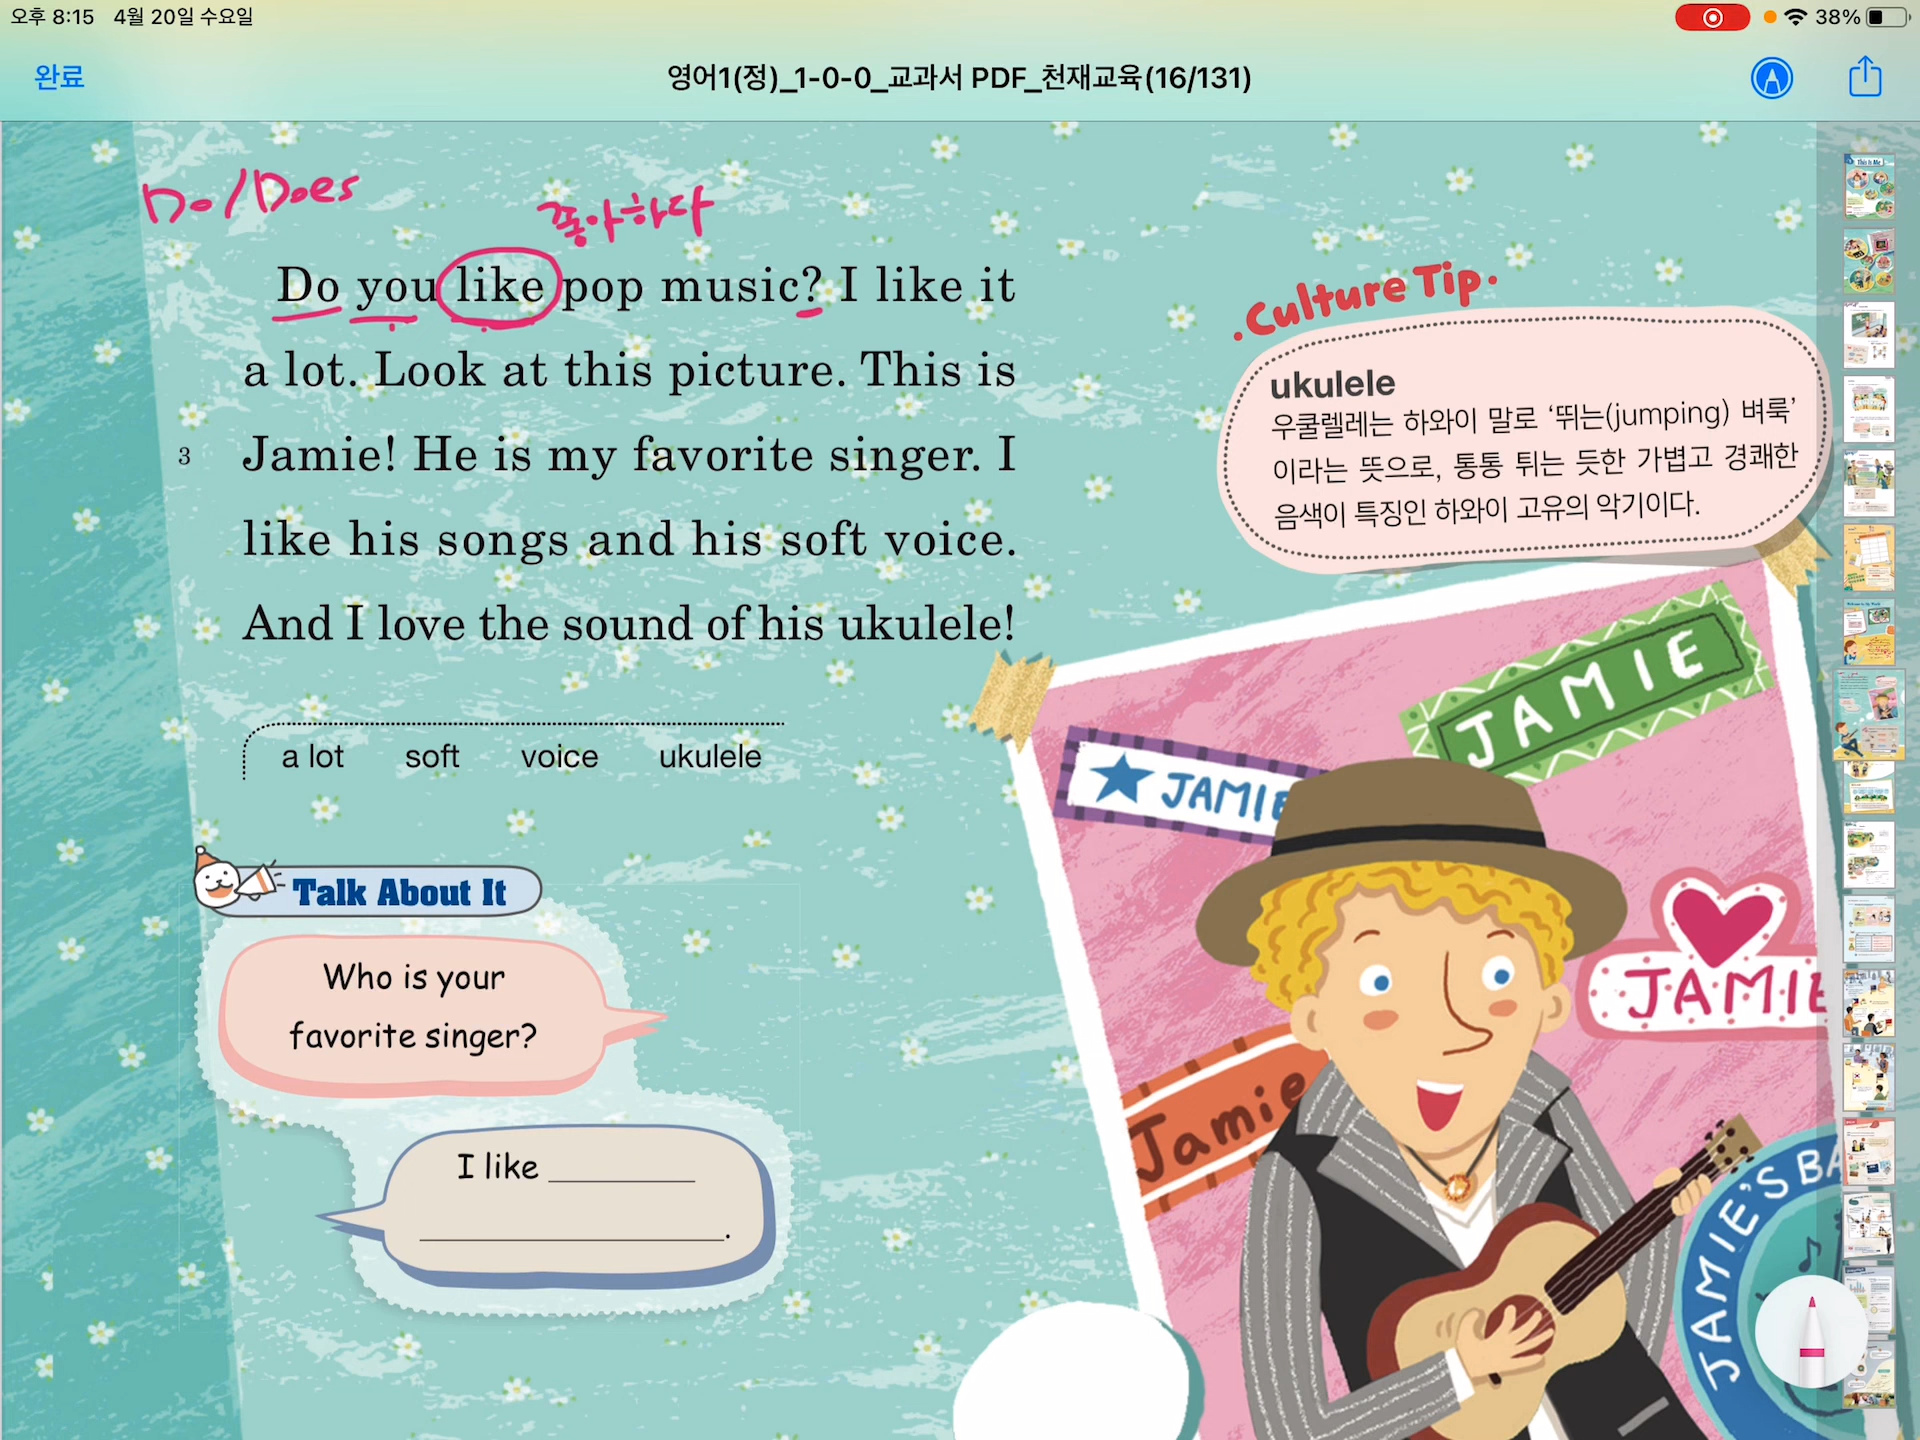 오후 8:15 4월 20일 수요일
38%
완료
영어1(정)_1-0-0_교과서 PDF_천재교육(16/131)
Do/Does
좋아하다
Do you like pop music? I like it
a lot. Look at this picture. This is
3 Jamie! He is my favorite singer. I
like his songs and his soft voice.
And I love the sound of his ukulele!
a lot soft voice ukulele
Talk About It
Who is your
favorite singer?
I like ________
________________.
Culture Tip
ukulele
우쿨렐레는 하와이 말로 ‘뛰는(jumping) 벼룩’
이라는 뜻으로, 통통 튀는 듯한 가볍고 경쾌한
음색이 특징인 하와이 고유의 악기이다.
JAMIE
JAMIE
JAMIE
Jamie
JAMIE'S BA
JAM
This Is Me